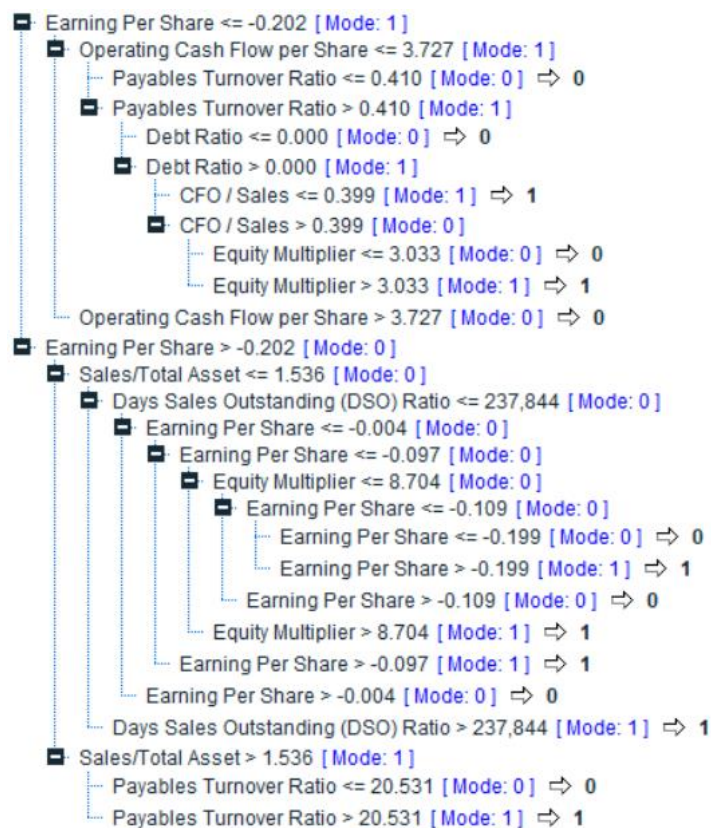 Earning Per Share <= -0.202 [ Mode: 1 ]
Operating Cash Flow per Share <= 3.727 [ Mode: 1 ]
Payables Turnover Ratio <= 0.410 [ Mode: 0 ] ⇨ 0
Payables Turnover Ratio > 0.410 [ Mode: 1 ]
Debt Ratio <= 0.000 [ Mode: 0 ] ⇨ 0
Debt Ratio > 0.000 [ Mode: 1 ]
CFO / Sales <= 0.399 [ Mode: 1 ] ⇨ 1
CFO / Sales > 0.399 [ Mode: 0 ]
Equity Multiplier <= 3.033 [ Mode: 0 ] ⇨ 0
Equity Multiplier > 3.033 [ Mode: 1 ] ⇨ 1
Operating Cash Flow per Share > 3.727 [ Mode: 0 ] ⇨ 0
Earning Per Share > -0.202 [ Mode: 0 ]
Sales/Total Asset <= 1.536 [ Mode: 0 ]
Days Sales Outstanding (DSO) Ratio <= 237,844 [ Mode: 0 ]
Earning Per Share <= -0.004 [ Mode: 0 ]
Earning Per Share <= -0.097 [ Mode: 0 ]
Equity Multiplier <= 8.704 [ Mode: 0 ]
Earning Per Share <= -0.109 [ Mode: 0 ]
Earning Per Share <= -0.199 [ Mode: 0 ] ⇨ 0
Earning Per Share > -0.199 [ Mode: 1 ] ⇨ 1
Earning Per Share > -0.109 [ Mode: 0 ] ⇨ 0
Equity Multiplier > 8.704 [ Mode: 1 ] ⇨ 1
Earning Per Share > -0.097 [ Mode: 1 ] ⇨ 1
Earning Per Share > -0.004 [ Mode: 0 ] ⇨ 0
Days Sales Outstanding (DSO) Ratio > 237,844 [ Mode: 1 ] ⇨ 1
Sales/Total Asset > 1.536 [ Mode: 1 ]
Payables Turnover Ratio <= 20.531 [ Mode: 0 ] ⇨ 0
Payables Turnover Ratio > 20.531 [ Mode: 1 ] ⇨ 1